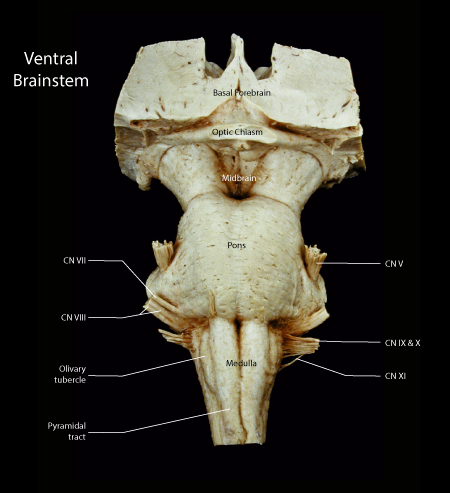 Ventral
Brainstem
Basal Forebrain
Optic Chiasm
Midbrain
Pons
CN VII
CN V
CN VIII
CN IX & X
Olivary
tubercle
Medulla
CN XI
Pyramidal
tract